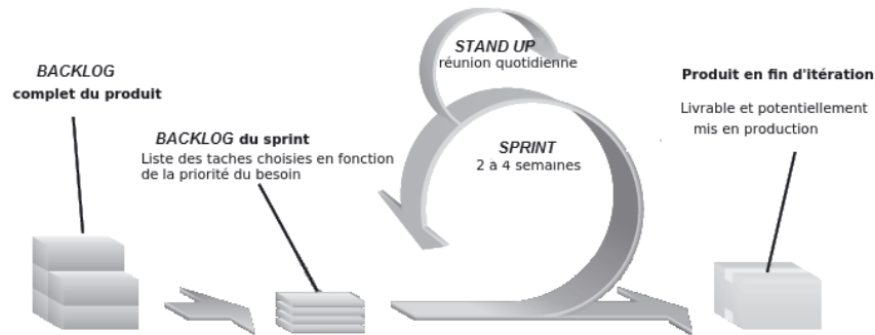 BACKLOG
complet du produit
BACKLOG du sprint
Liste des taches choisies en fonction
de la priorité du besoin
STAND UP
réunion quotidienne
SPRINT
2 a 4 semaines
Produit en fin d'itération
Livrable et potentiellement
mis en production